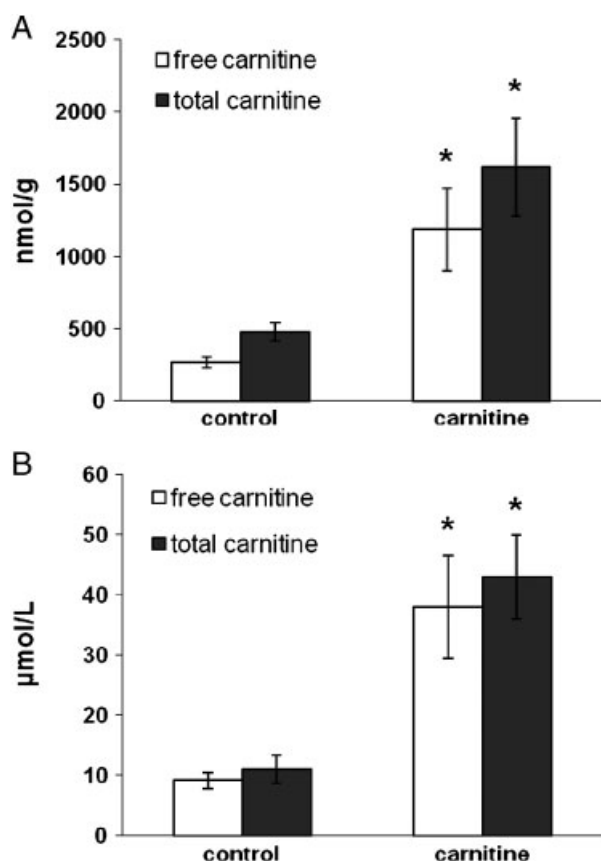 A
2500
2000
1500
1000
500
0
nmol/g
free carnitine
total carnitine
*
*
control
carnitine
B
60
50
40
30
20
10
0
µmol/L
free carnitine
total carnitine
*
*
control
carnitine